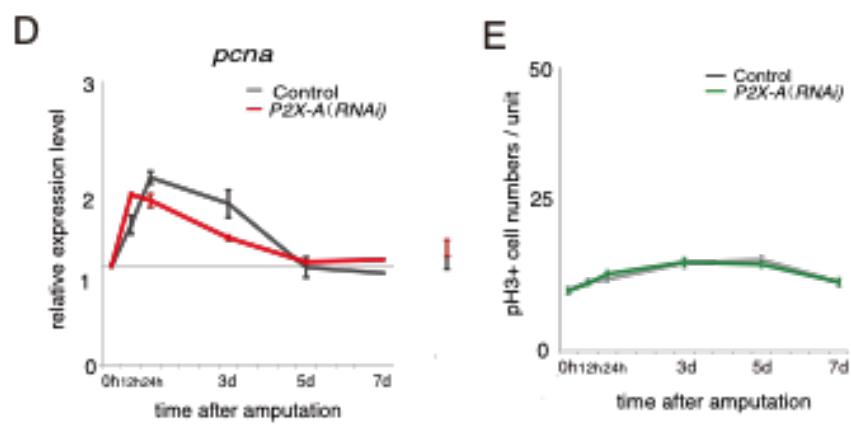 D
pcna
3
2
1
0
relative expression level
Control
P2X-A(RNAi)
0h12h24h 3d 5d 7d
time after amputation
E
50
25
0
pH3+ cell numbers / unit
Control
P2X-A(RNAi)
0h12h24h 3d 5d 7d
time after amputation